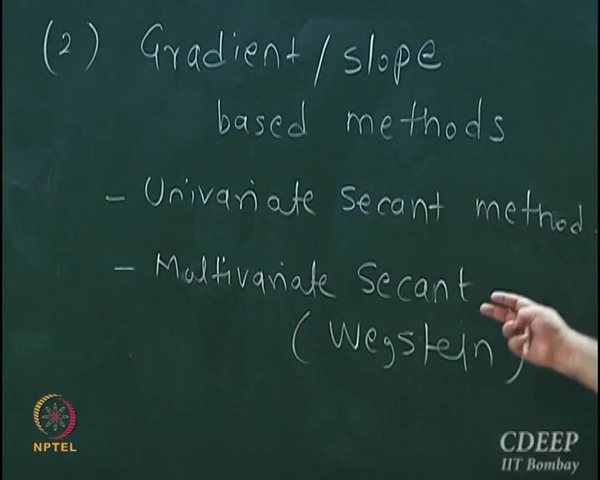 (2) Gradient/slope
based methods
- Univariate Secant method.
- Multivariate Secant
(Wegstein)
NPTEL
CDEEP
IIT Bombay